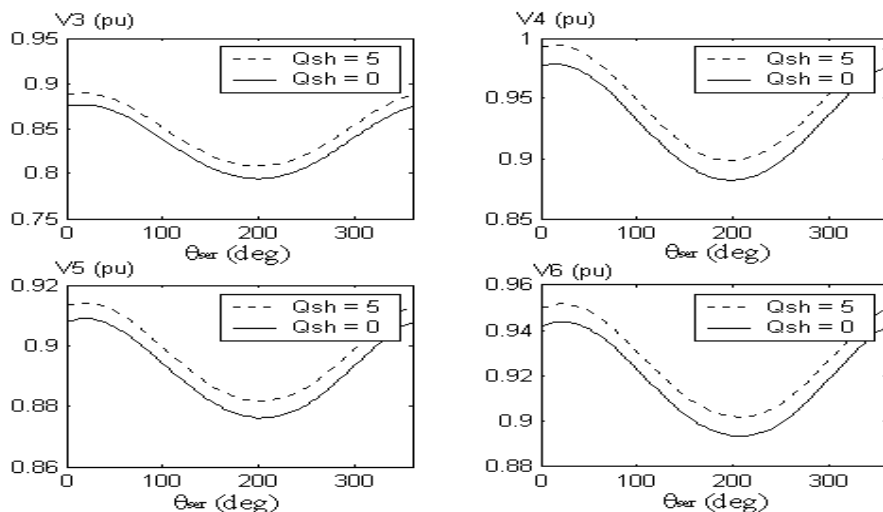 V3 (pu)
0.95
0.9
0.85
0.8
0.75
Qsh = 5
Qsh = 0
0
100
200
300
θser (deg)
V4 (pu)
1
0.95
0.9
0.85
Qsh = 5
Qsh = 0
0
100
200
300
θser (deg)
V5 (pu)
0.92
0.9
0.88
0.86
Qsh = 5
Qsh = 0
0
100
200
300
θser (deg)
V6 (pu)
0.96
0.94
0.92
0.9
0.88
Qsh = 5
Qsh = 0
0
100
200
300
θser (deg)